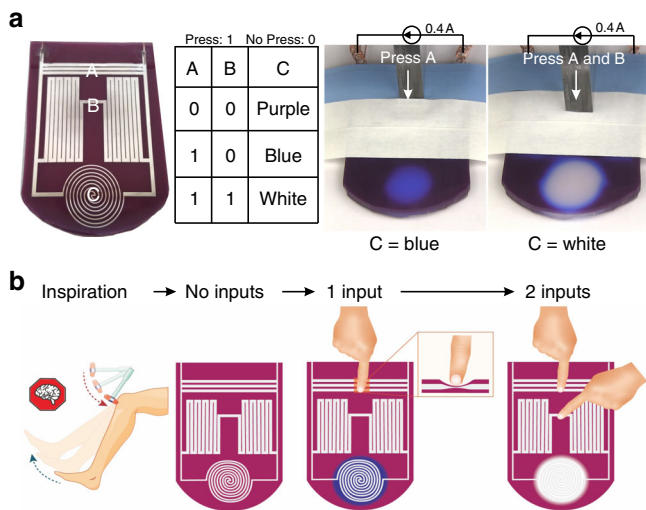 a
Press: 1 No Press: 0
A B C
0 0 Purple
1 0 Blue
1 1 White
A
B
C
0.4 A
Press A
C = blue
0.4 A
Press A and B
C = white
b
Inspiration → No inputs → 1 input → 2 inputs